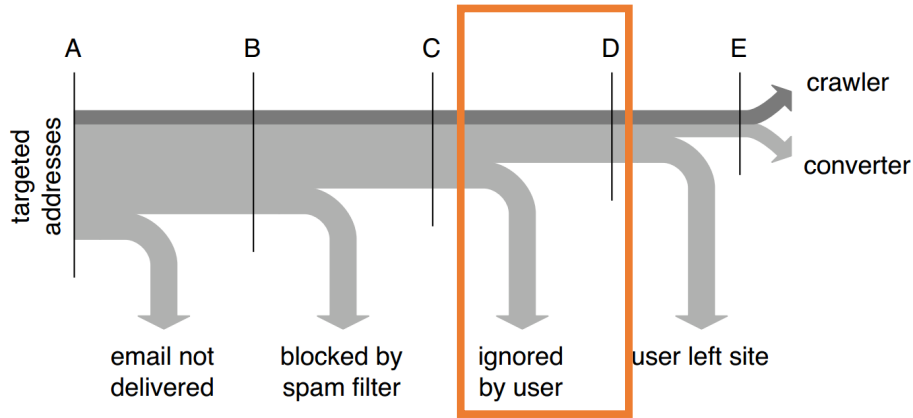 A B C D E
crawler
converter
targeted
addresses
email not
delivered
blocked by
spam filter
ignored
by user
user left site